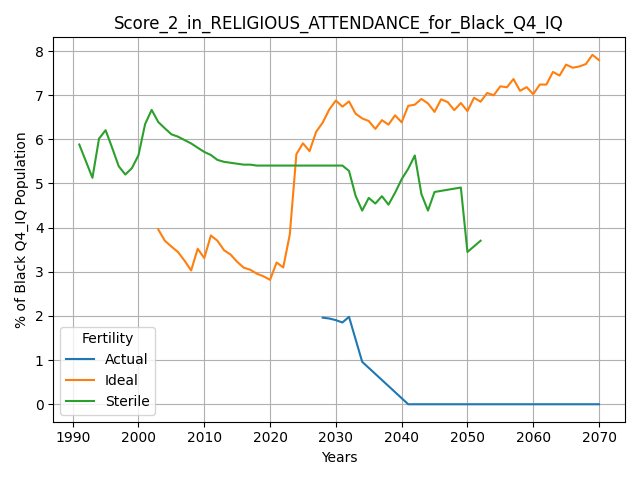 Score_2_in_RELIGIOUS_ATTENDANCE_for_Black_Q4_IQ
% of Black Q4_IQ Population
8
7
6
5
4
3
2
1
0
Fertility
Actual
Ideal
Sterile
1990 2000 2010 2020 2030 2040 2050 2060 2070
Years